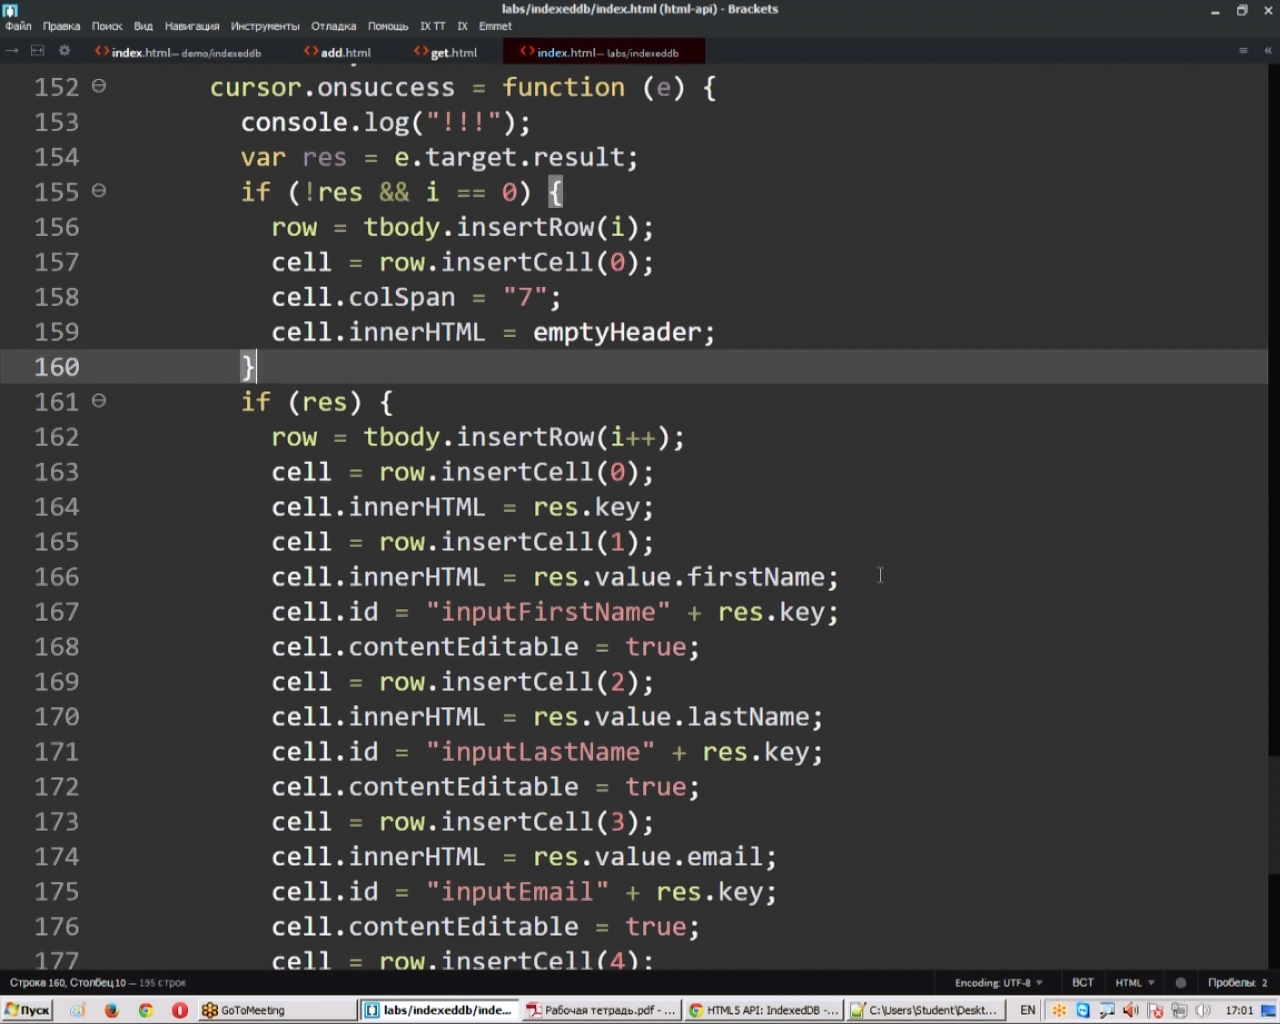 labs/indexeddb/index.html (html-api) - Brackets
Файл Правка Поиск Вид Навигация Инструменты Отладка Помощь IX TT IX Emmet
index.html — demo/indexeddb add.html get.html index.html — labs/indexeddb
152 cursor.onsuccess = function (e) {
153 console.log("!!!");
154 var res = e.target.result;
155 if (!res && i == 0) {
156 row = tbody.insertRow(i);
157 cell = row.insertCell(0);
158 cell.colSpan = "7";
159 cell.innerHTML = emptyHeader;
160 }
161 if (res) {
162 row = tbody.insertRow(i++);
163 cell = row.insertCell(0);
164 cell.innerHTML = res.key;
165 cell = row.insertCell(1);
166 cell.innerHTML = res.value.firstName;
167 cell.id = "inputFirstName" + res.key;
168 cell.contentEditable = true;
169 cell = row.insertCell(2);
170 cell.innerHTML = res.value.lastName;
171 cell.id = "inputLastName" + res.key;
172 cell.contentEditable = true;
173 cell = row.insertCell(3);
174 cell.innerHTML = res.value.email;
175 cell.id = "inputEmail" + res.key;
176 cell.contentEditable = true;
177 cell = row.insertCell(4);
Строка 160, Столбец 10 — 195 строк Encoding: UTF-8 ВСТ HTML Пробелы: 2
Пуск GoToMeeting labs/indexeddb/inde... Рабочая тетрадь.pdf - ... HTML5 API: IndexedDB -... C:\Users\Student\Deskt... EN 17:01